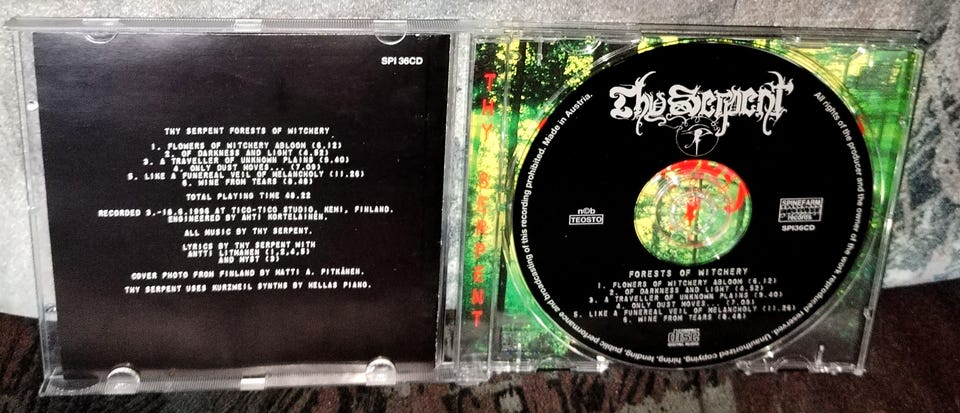 SPI 36CD
THY SERPENT FORESTS OF WITCHERY
1. FLOWERS OF WITCHERY ABLOOM (6.12)
2. OF DARKNESS AND LIGHT (4.52)
3. A TRAVELLER OF UNKNOWN PLAINS (9.40)
4. ONLY DUST MOVES... (7.09)
5. LIKE A FUNEREAL VEIL OF MELANCHOLY (11.26)
6. WINE FROM TEARS (8.48)
TOTAL PLAYING TIME 48.22
RECORDED 3.-18.6.1996 AT TICO-TICO STUDIO, KEMI, FINLAND.
ENGINEERED BY AHTI KORTELAINEN.
ALL MUSIC BY THY SERPENT.
LYRICS BY THY SERPENT WITH
ANTTI LITMANEN (1,2,4,5)
AND MYST (3)
COVER PHOTO FROM FINLAND BY MATTI A. PITKÄNEN.
THY SERPENT USES KURZWEIL SYNTHS BY HELLAS PIANO.
THY SERPENT
Thy Serpent
All rights of the producer and the owner of the work reproduced reserved. Unauthorized copying, hiring, lending, public performance and broadcasting of this recording prohibited. Made in Austria.
n©b
TEOSTO
SPINEFARM
records
SPI36CD
FORESTS OF WITCHERY
1. FLOWERS OF WITCHERY ABLOOM (6.12)
2. OF DARKNESS AND LIGHT (4.52)
3. A TRAVELLER OF UNKNOWN PLAINS (9.40)
4. ONLY DUST MOVES... (7.09)
5. LIKE A FUNEREAL VEIL OF MELANCHOLY (11.26)
6. WINE FROM TEARS (8.48)
COMPACT
disc
DIGITAL AUDIO